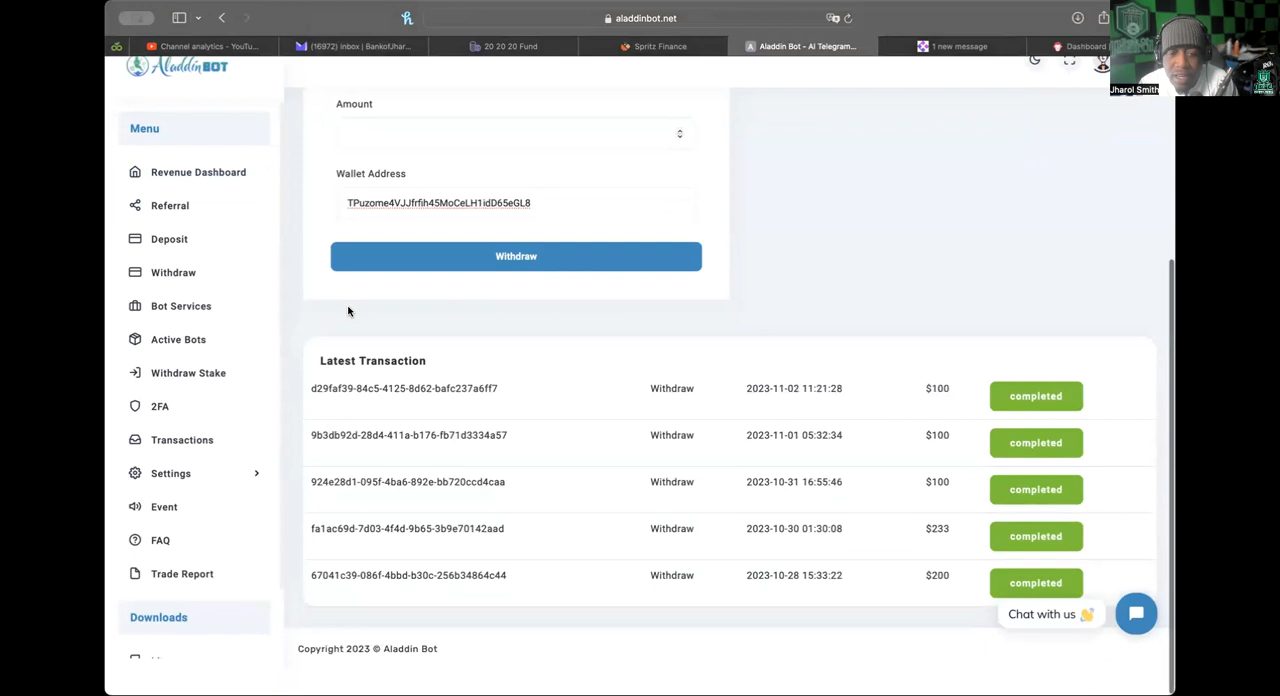 aladdinbot.net
Channel analytics - YouTu...
(16972) inbox | BankofJhar...
20 20 20 Fund
Spritz Finance
Aladdin Bot - AI Telegram...
1 new message
Dashboard
Jharol Smith
Aladdin BOT
Menu
Revenue Dashboard
Referral
Deposit
Withdraw
Bot Services
Active Bots
Withdraw Stake
2FA
Transactions
Settings
Event
FAQ
Trade Report
Downloads
Amount
Wallet Address
TPuzome4VJJfrfih45MoCeLH1idD65eGL8
Withdraw
Latest Transaction
d29faf39-84c5-4125-8d62-bafc237a6ff7 Withdraw 2023-11-02 11:21:28 $100 completed
9b3db92d-28d4-411a-b176-fb71d3334a57 Withdraw 2023-11-01 05:32:34 $100 completed
924e28d1-095f-4ba6-892e-bb720ccd4caa Withdraw 2023-10-31 16:55:46 $100 completed
fa1ac69d-7d03-4f4d-9b65-3b9e70142aad Withdraw 2023-10-30 01:30:08 $233 completed
67041c39-086f-4bbd-b30c-256b34864c44 Withdraw 2023-10-28 15:33:22 $200 completed
Chat with us 👋
Copyright 2023 © Aladdin Bot